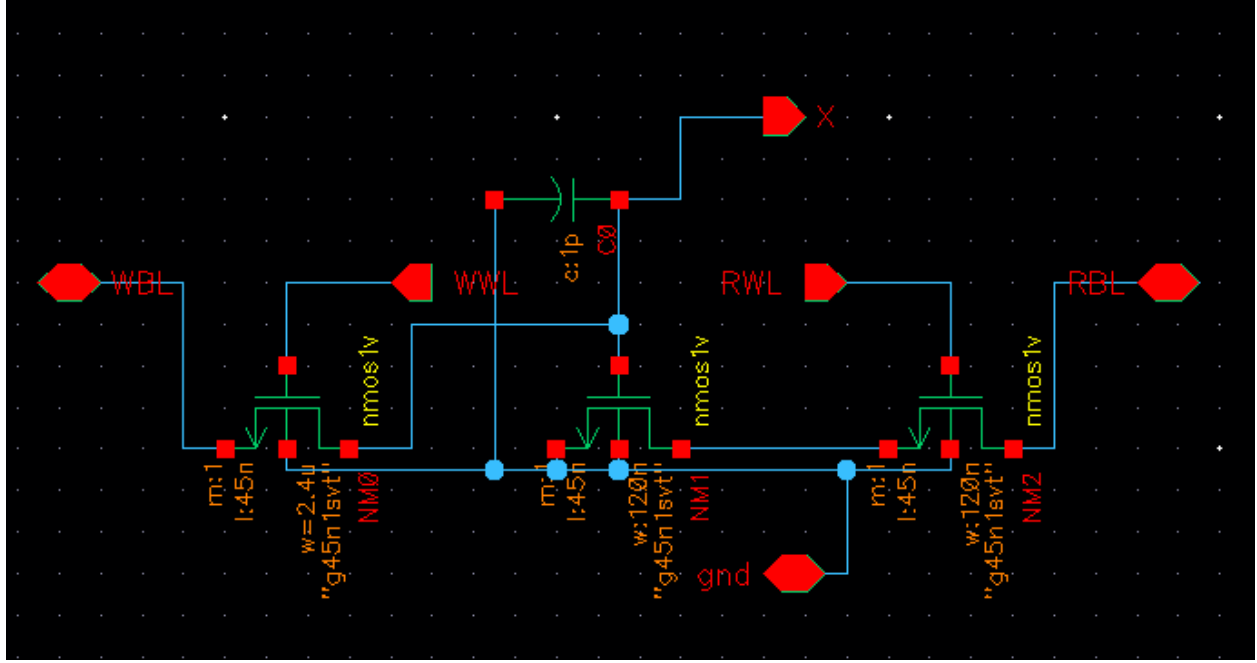 X
C0
c:1p
WBL
WWL
RWL
RBL
nmos1v
nmos1v
nmos1v
m:1
l:45n
w=2.4u
"g45n1svt"
NM0
m:1
l:45n
w:120n
"g45n1svt"
NM1
m:1
l:45n
w:120n
"g45n1svt"
NM2
gnd